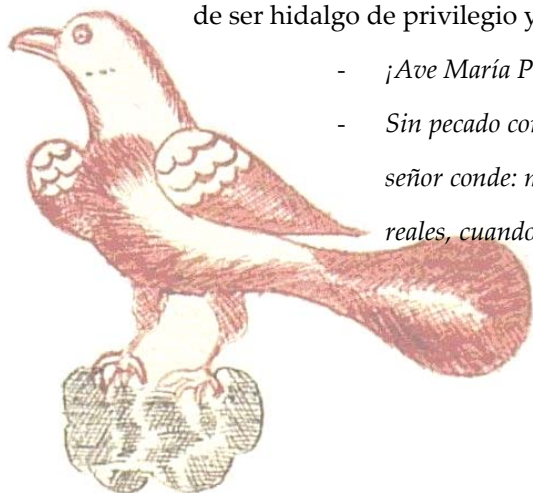 de ser hidalgo de privilegio y
- ¡Ave María P
- Sin pecado co
señor conde:
reales, cuando